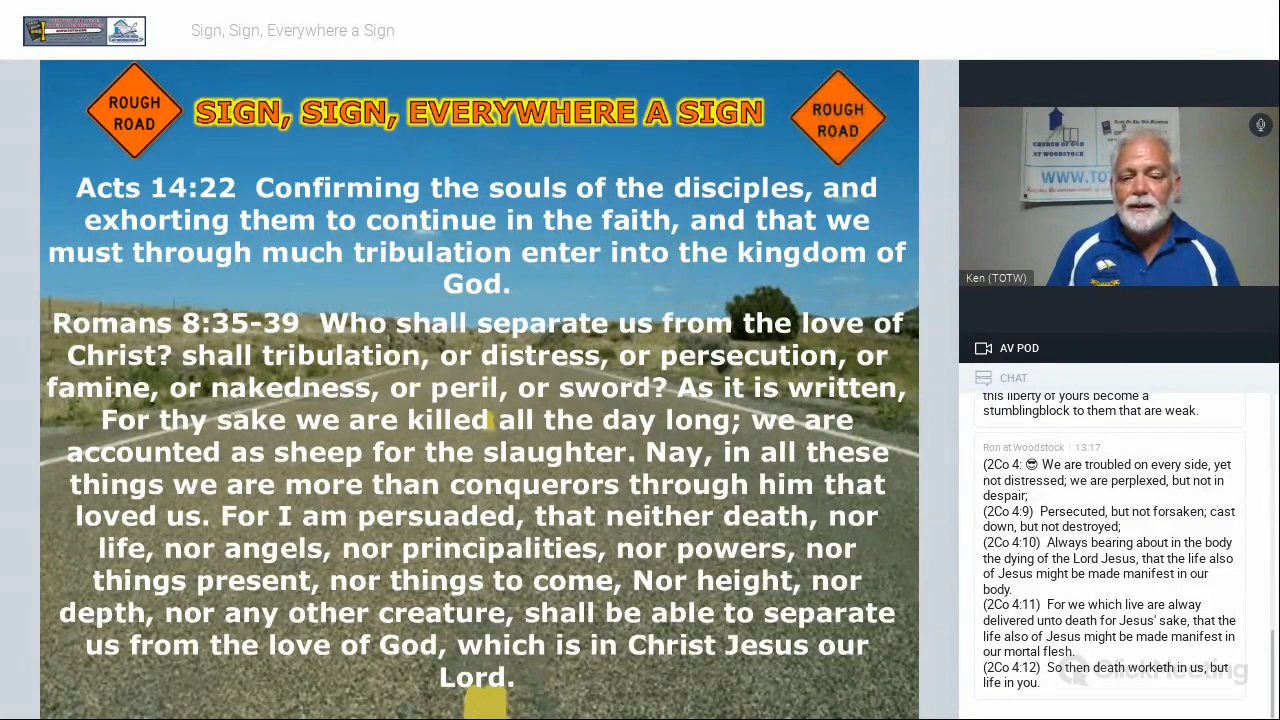 Sign, Sign, Everywhere a Sign
ROUGH
ROAD
SIGN, SIGN, EVERYWHERE A SIGN
ROUGH
ROAD
Acts 14:22 Confirming the souls of the disciples, and
exhorting them to continue in the faith, and that we
must through much tribulation enter into the kingdom of
God.
Romans 8:35-39 Who shall separate us from the love of
Christ? shall tribulation, or distress, or persecution, or
famine, or nakedness, or peril, or sword? As it is written,
For thy sake we are killed all the day long; we are
accounted as sheep for the slaughter. Nay, in all these
things we are more than conquerors through him that
loved us. For I am persuaded, that neither death, nor
life, nor angels, nor principalities, nor powers, nor
things present, nor things to come, Nor height, nor
depth, nor any other creature, shall be able to separate
us from the love of God, which is in Christ Jesus our
Lord.
CHURCH OF GOD
AT WOODSTOCK
WWW.TOTW
Ken (TOTW)
AV POD
CHAT
this liberty of yours become a
stumblingblock to them that are weak.
Ron at Woodstock 13:17
(2Co 4: 😎 We are troubled on every side, yet
not distressed; we are perplexed, but not in
despair;
(2Co 4:9) Persecuted, but not forsaken; cast
down, but not destroyed;
(2Co 4:10) Always bearing about in the body
the dying of the Lord Jesus, that the life also
of Jesus might be made manifest in our
body.
(2Co 4:11) For we which live are alway
delivered unto death for Jesus' sake, that the
life also of Jesus might be made manifest in
our mortal flesh.
(2Co 4:12) So then death worketh in us, but
life in you.
ClickMeeting